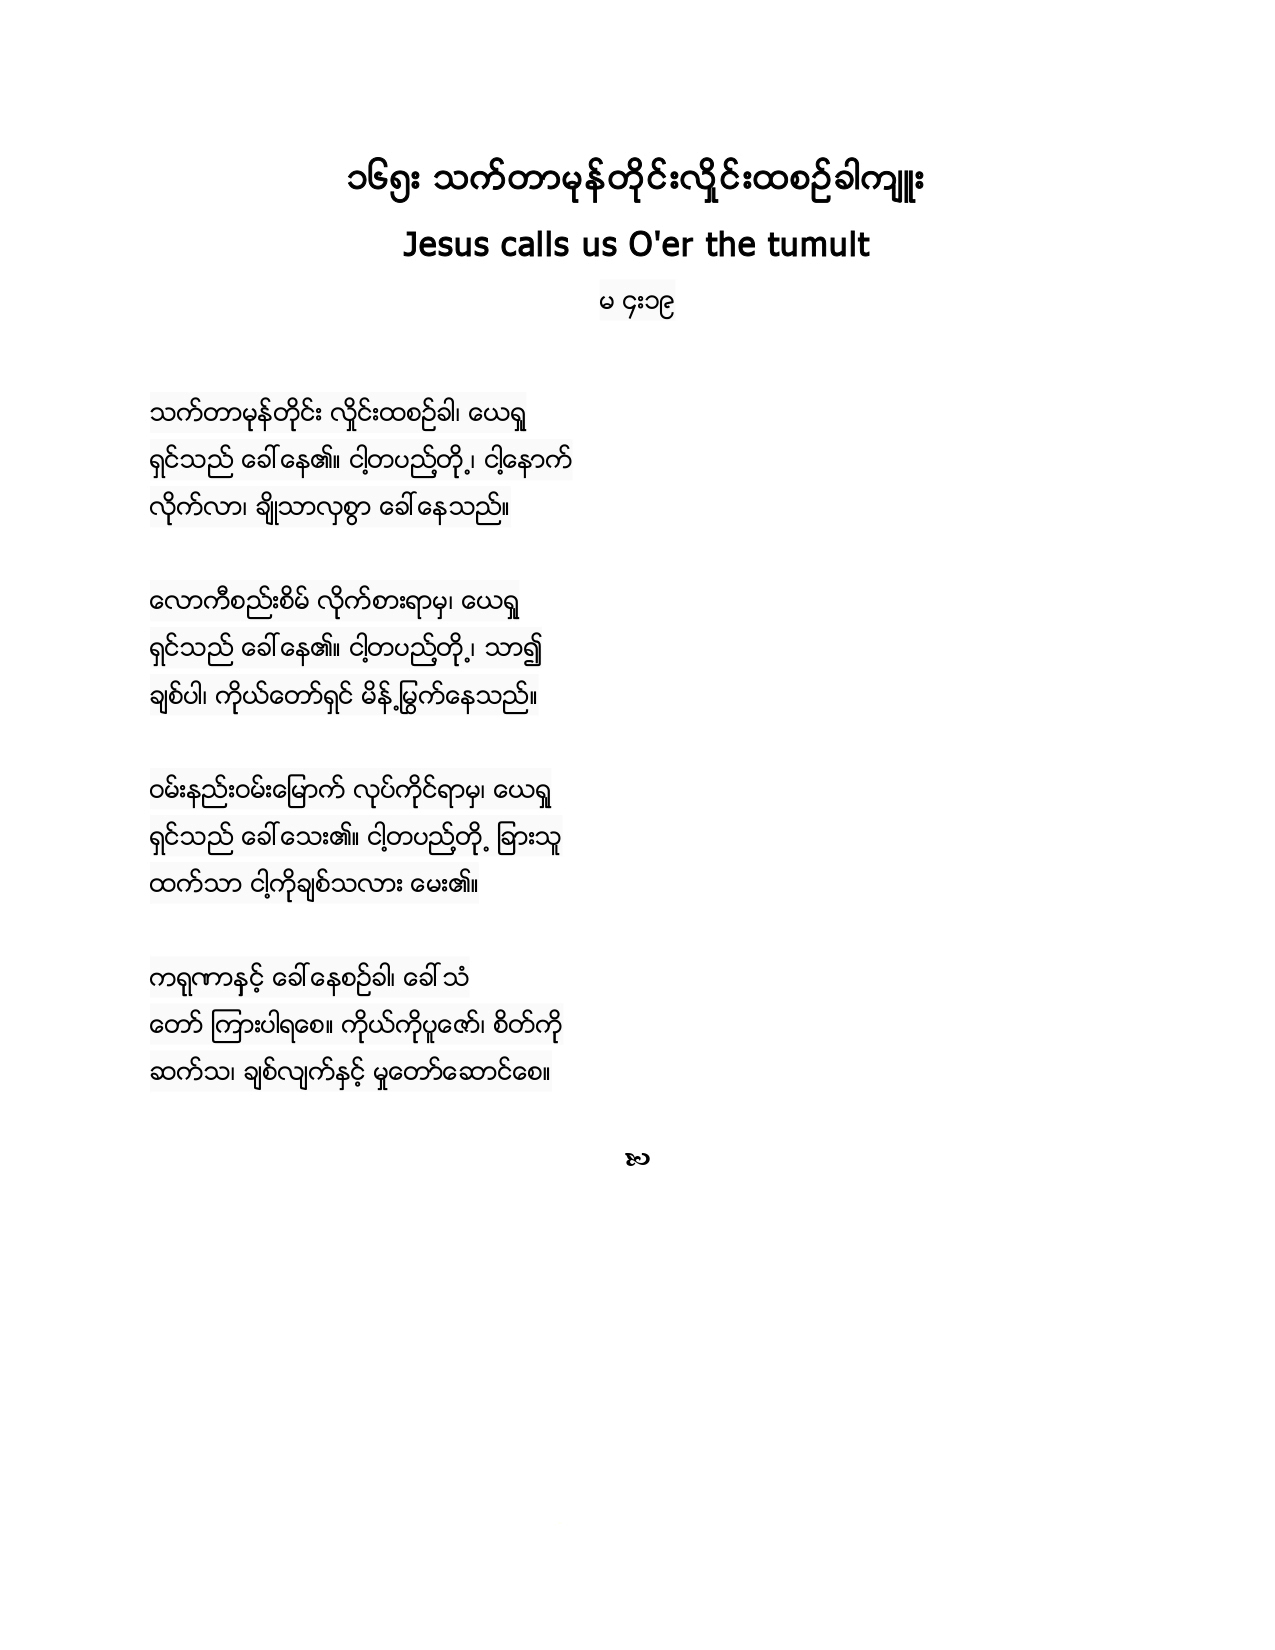 ၁၆၅း သက်တာမုန်တိုင်းလှိုင်းထစဉ်ခါကျူး
Jesus calls us O'er the tumult
မ ၄း၁၉
သက်တာမုန်တိုင်း လှိုင်းထစဉ်ခါ၊ ယေရှု
ရှင်သည် ခေါ်နေ၏။ ငါ့တပည့်တို့၊ ငါ့နောက်
လိုက်လာ၊ ချိုသာလှစွာ ခေါ်နေသည်။
လောကီစည်းစိမ် လိုက်စားရာမှ၊ ယေရှု
ရှင်သည် ခေါ်နေ၏။ ငါ့တပည့်တို့၊ သာ၍
ချစ်ပါ၊ ကိုယ်တော်ရှင် မိန့်မြွက်နေသည်။
ဝမ်းနည်းဝမ်းမြောက် လုပ်ကိုင်ရာမှ၊ ယေရှု
ရှင်သည် ခေါ်သေး၏။ ငါ့တပည့်တို့ ခြားသူ
ထက်သာ ငါ့ကိုချစ်သလား မေး၏။
ကရုဏာနှင့် ခေါ်နေစဉ်ခါ၊ ခေါ်သံ
တော် ကြားပါရစေ။ ကိုယ်ကိုပူဇော်၊ စိတ်ကို
ဆက်သ၊ ချစ်လျက်နှင့် မှုတော်ဆောင်စေ။